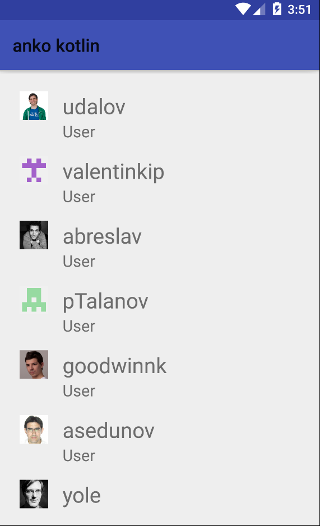 3:51
anko kotlin
udalov
User
valentinkip
User
abreslav
User
pTalanov
User
goodwinnk
User
asedunov
User
yole